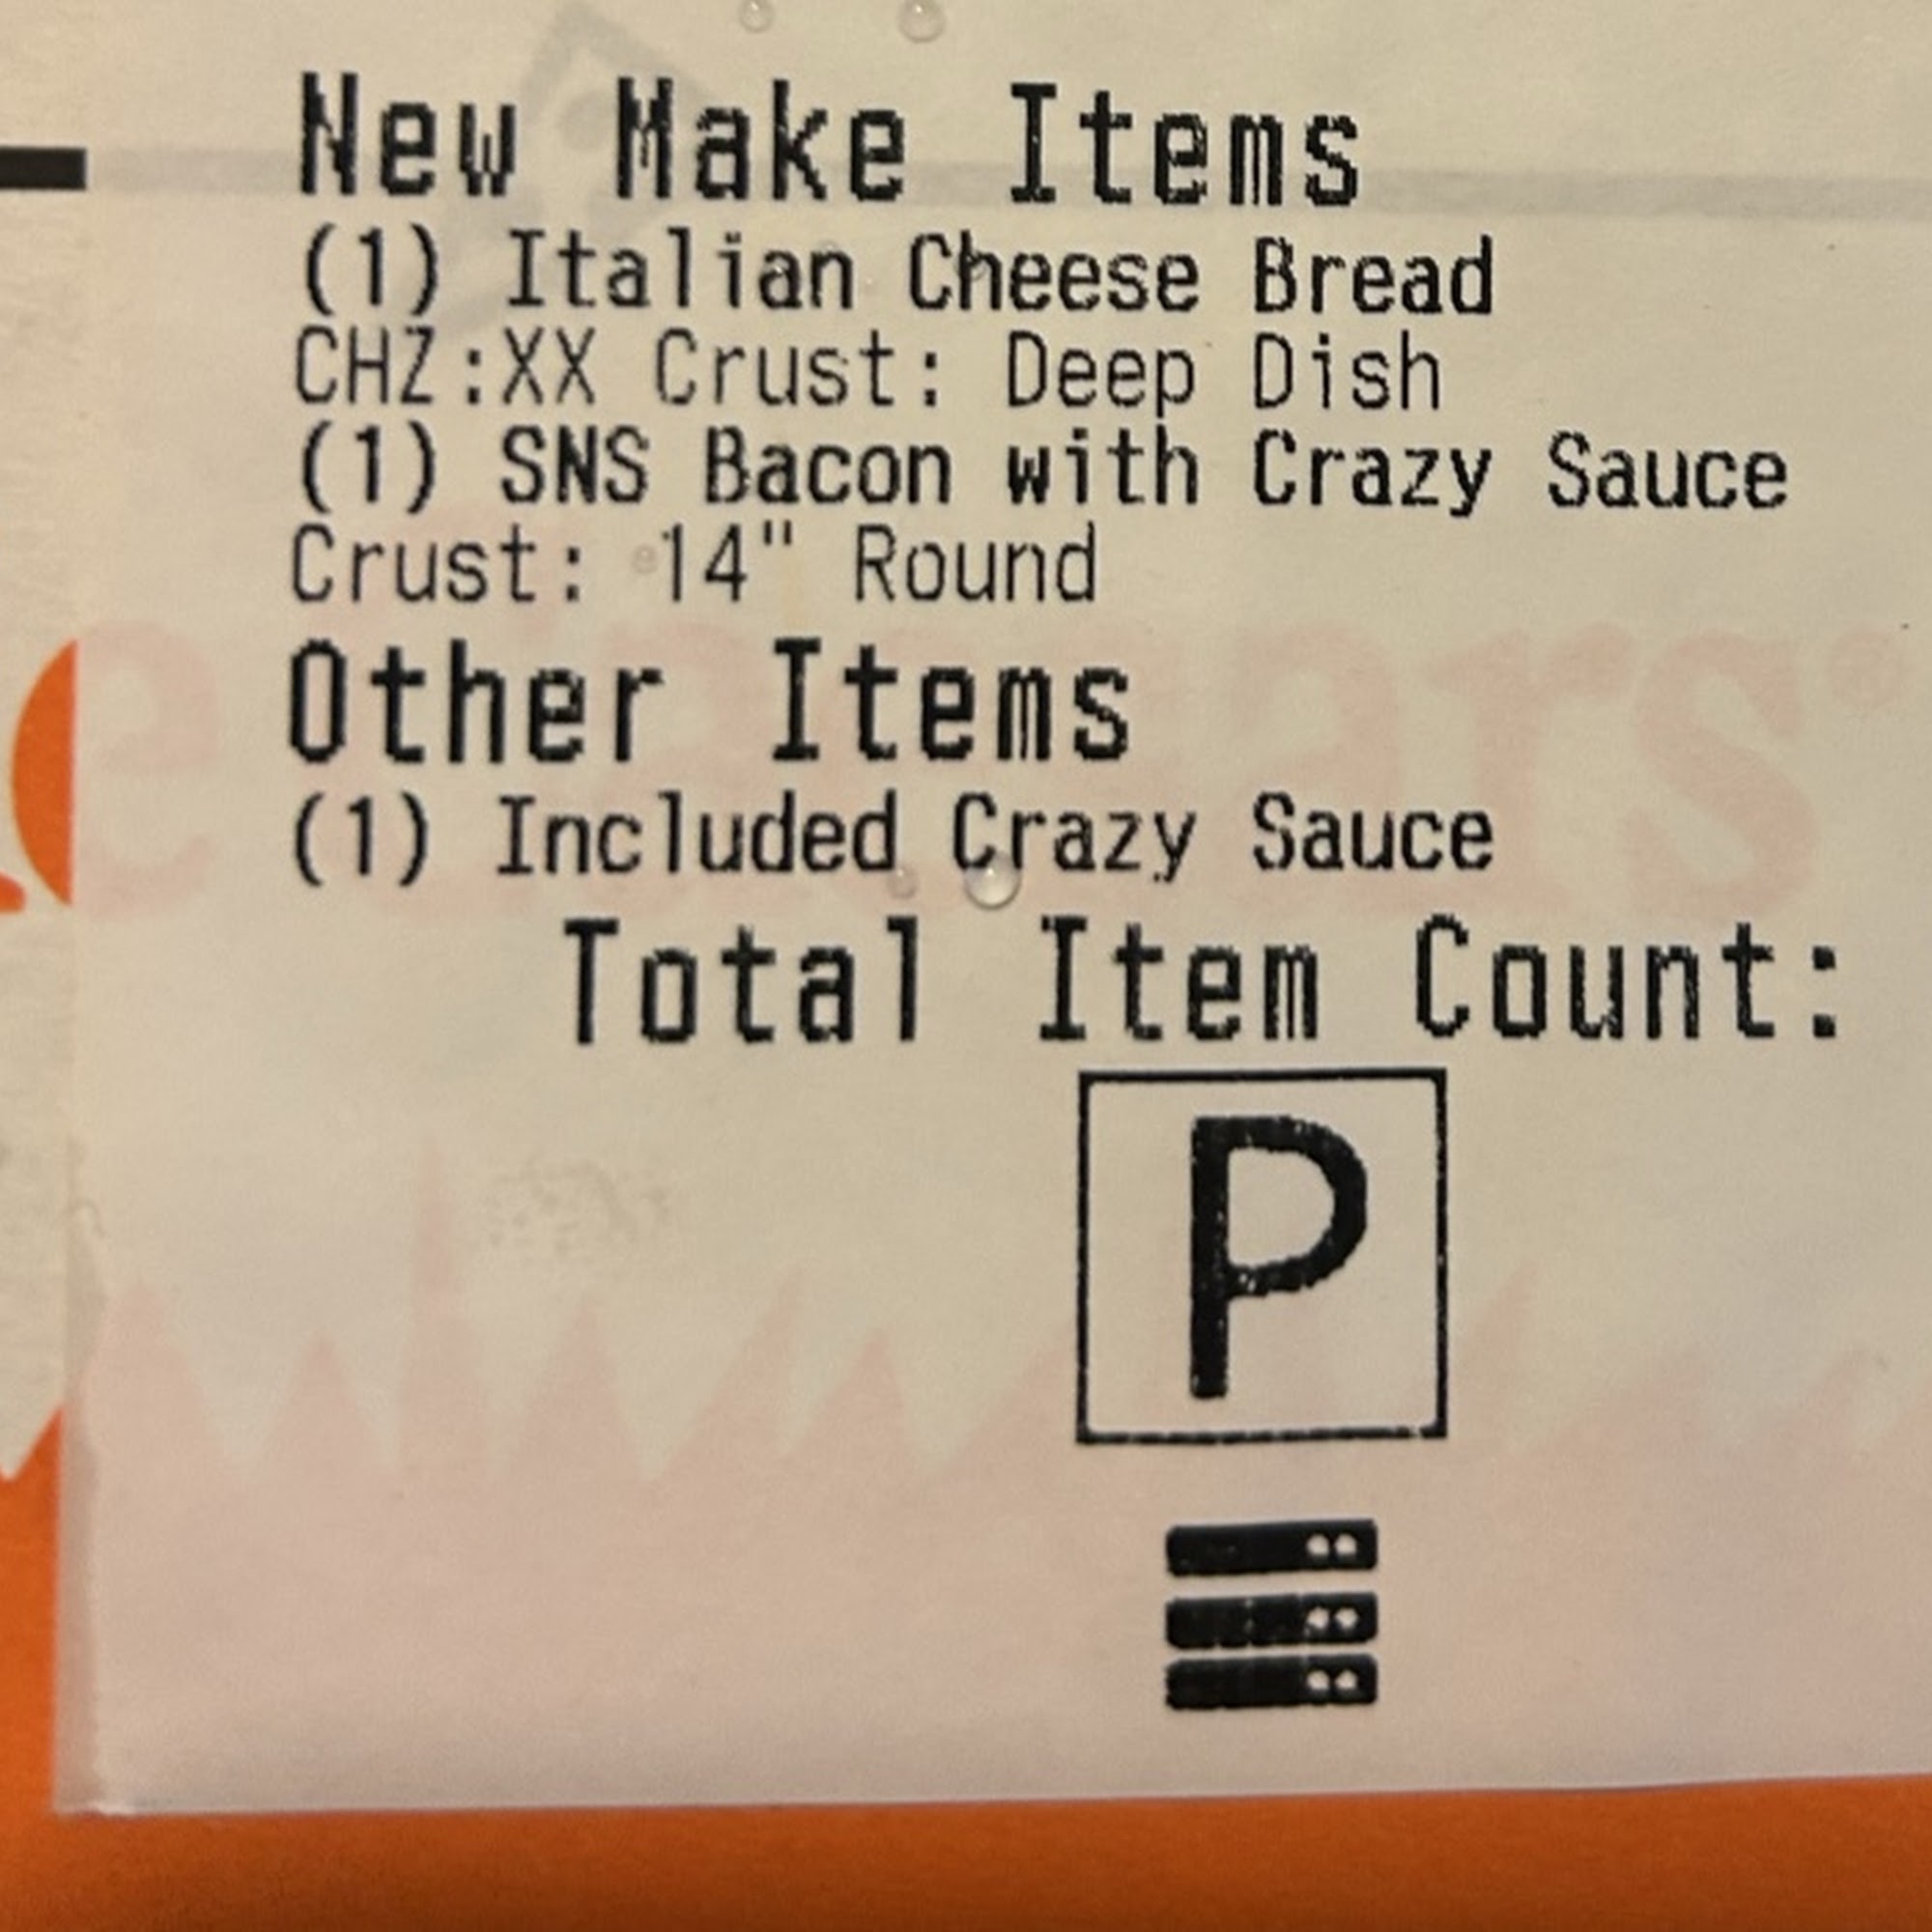 New Make Items
(1) Italian Cheese Bread
CHZ:XX Crust: Deep Dish
(1) SNS Bacon with Crazy Sauce
Crust: 14" Round
Other Items
(1) Included Crazy Sauce
Total Item Count:
P